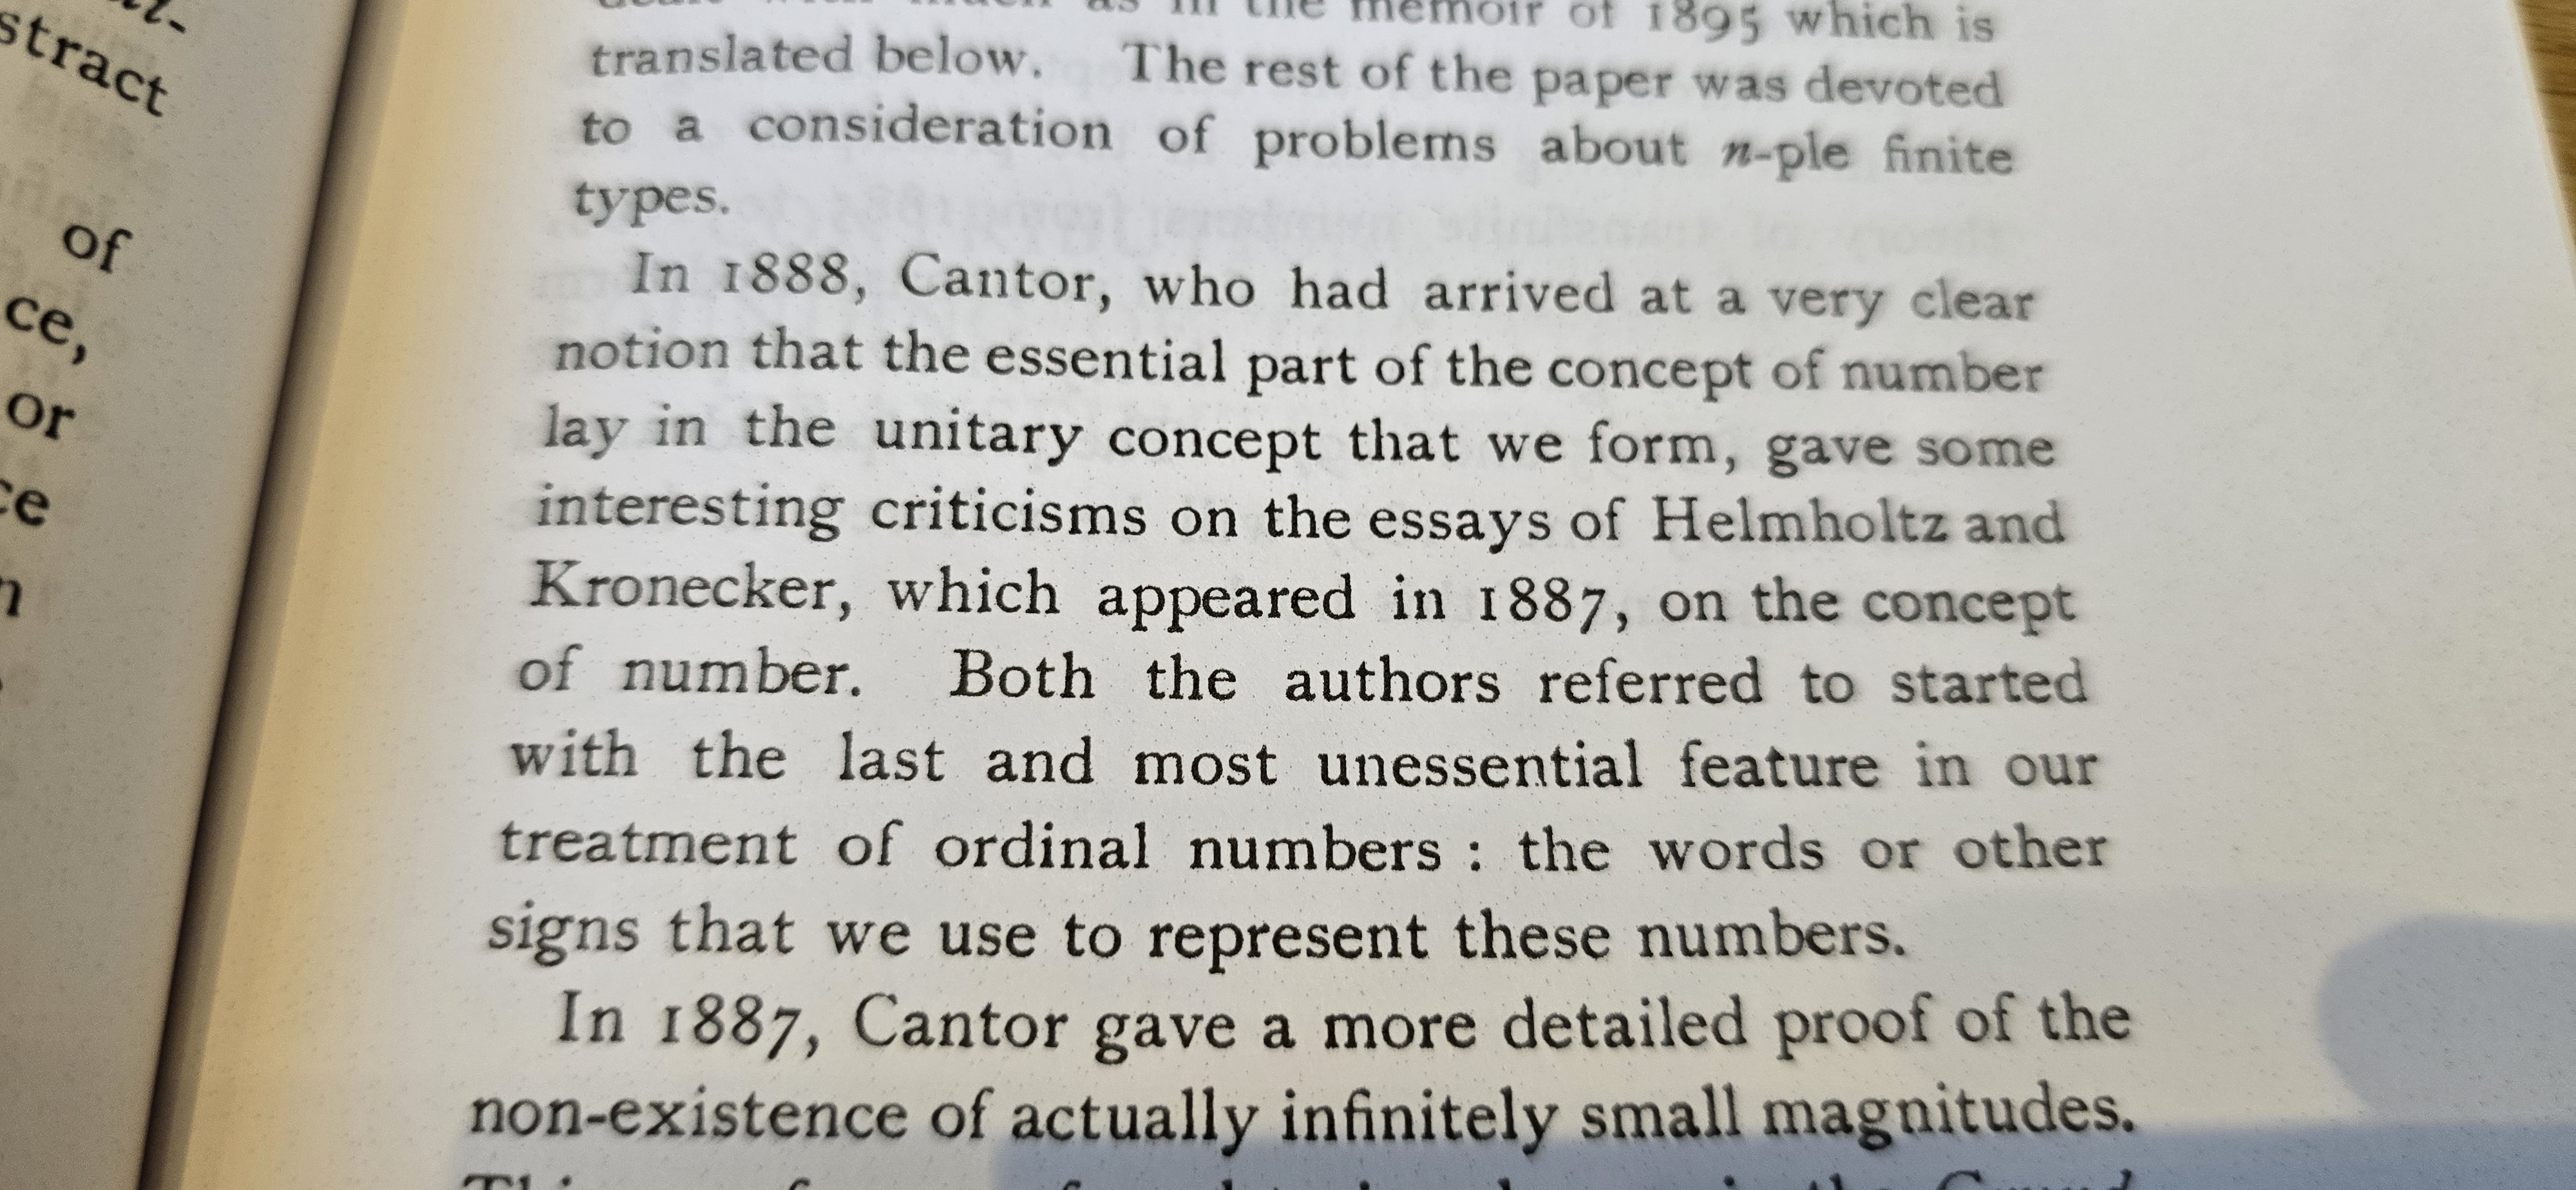 in the memoir of 1895 which is
translated below. The rest of the paper was devoted
to a consideration of problems about n-ple finite
types.
In 1888, Cantor, who had arrived at a very clear
notion that the essential part of the concept of number
lay in the unitary concept that we form, gave some
interesting criticisms on the essays of Helmholtz and
Kronecker, which appeared in 1887, on the concept
of number. Both the authors referred to started
with the last and most unessential feature in our
treatment of ordinal numbers : the words or other
signs that we use to represent these numbers.
In 1887, Cantor gave a more detailed proof of the
non-existence of actually infinitely small magnitudes.
stract
of
ce,
or